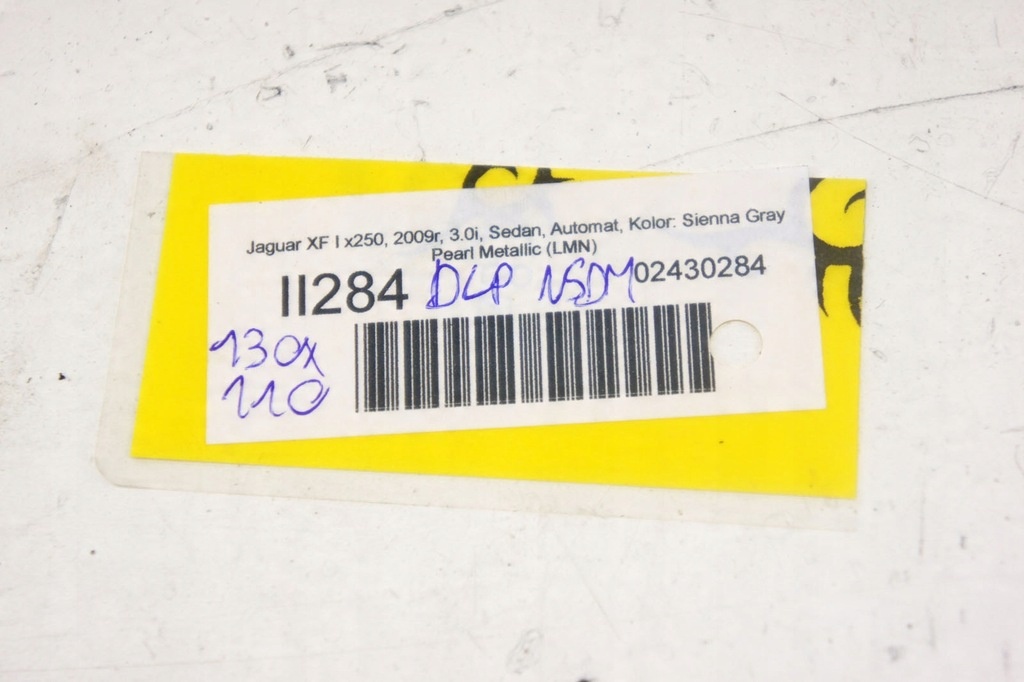 Jaguar XF I x250, 2009r, 3.0i, Sedan, Automat, Kolor: Sienna Gray
Pearl Metallic (LMN)
II284 DLP NSDM 02430284
130x
110